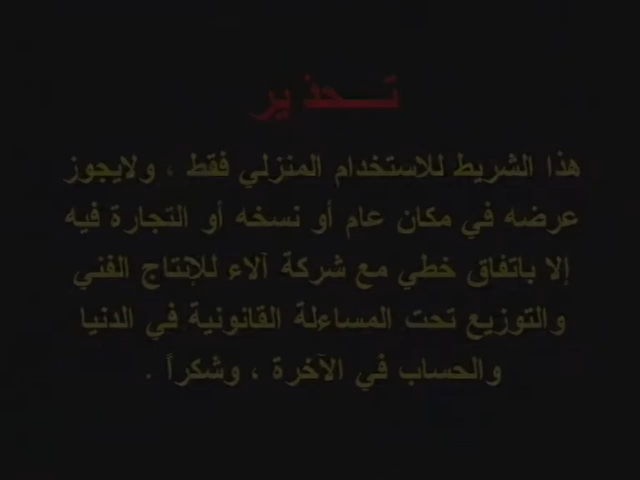 تـــحذير
هذا الشريط للاستخدام المنزلي فقط ، ولايجوز
عرضه في مكان عام أو نسخه أو التجارة فيه
إلا باتفاق خطي مع شركة آلاء للإنتاج الفني
والتوزيع تحت المساءلة القانونية في الدنيا
والحساب في الآخرة ، وشكراً .